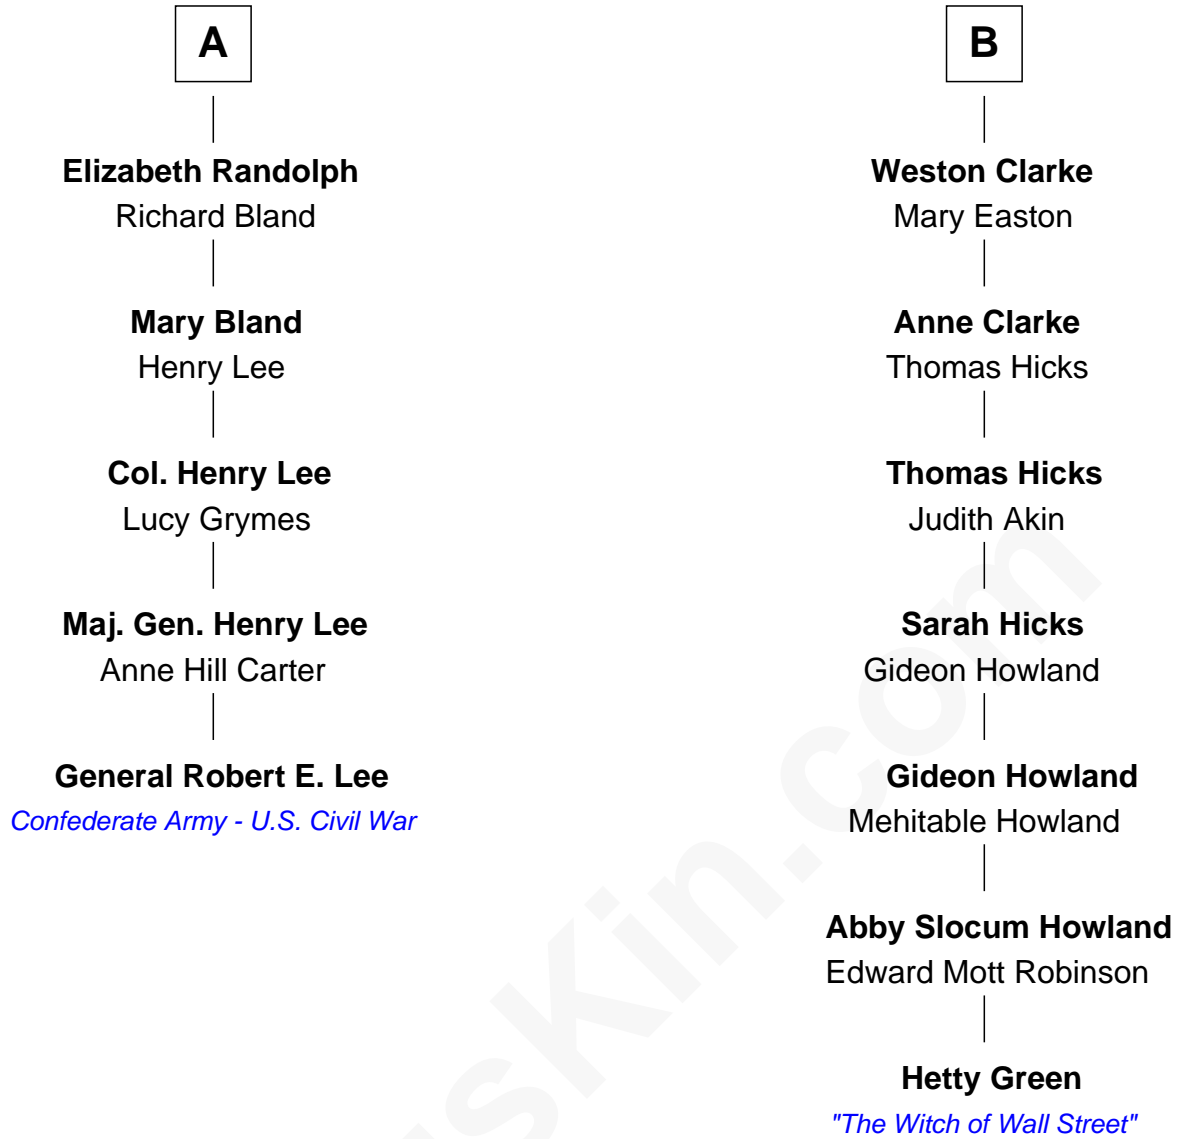 A
Elizabeth Randolph
Richard Bland
Mary Bland
Henry Lee
Col. Henry Lee
Lucy Grymes
Maj. Gen. Henry Lee
Anne Hill Carter
General Robert E. Lee
Confederate Army - U.S. Civil War
B
Weston Clarke
Mary Easton
Anne Clarke
Thomas Hicks
Thomas Hicks
Judith Akin
Sarah Hicks
Gideon Howland
Gideon Howland
Mehitable Howland
Abby Slocum Howland
Edward Mott Robinson
Hetty Green
"The Witch of Wall Street"
usKin.com